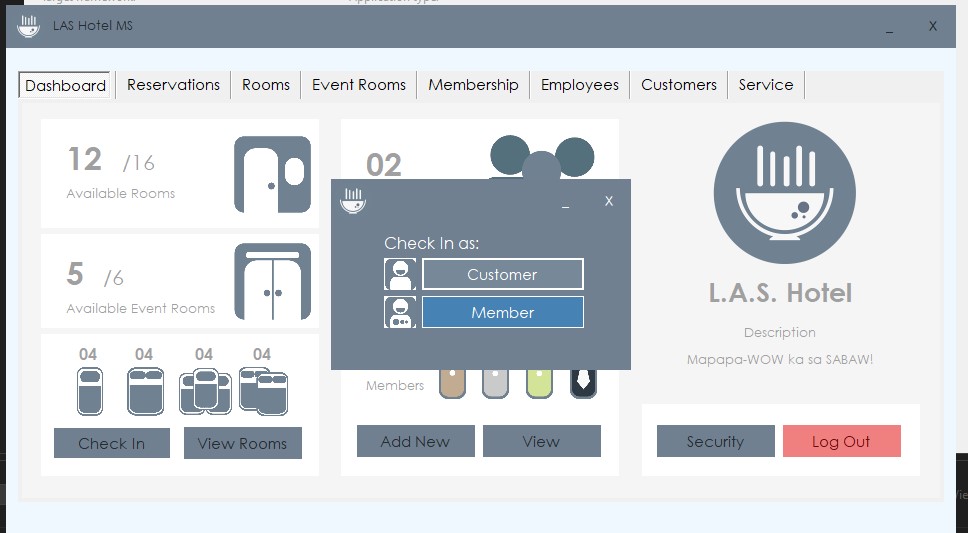 LAS Hotel MS
_ X
Dashboard Reservations Rooms Event Rooms Membership Employees Customers Service
12 /16
Available Rooms
5 /6
Available Event Rooms
04 04 04 04
Check In View Rooms
02
Members
Add New View
_ X
Check In as:
Customer
Member
L.A.S. Hotel
Description
Mapapa-WOW ka sa SABAW!
Security Log Out